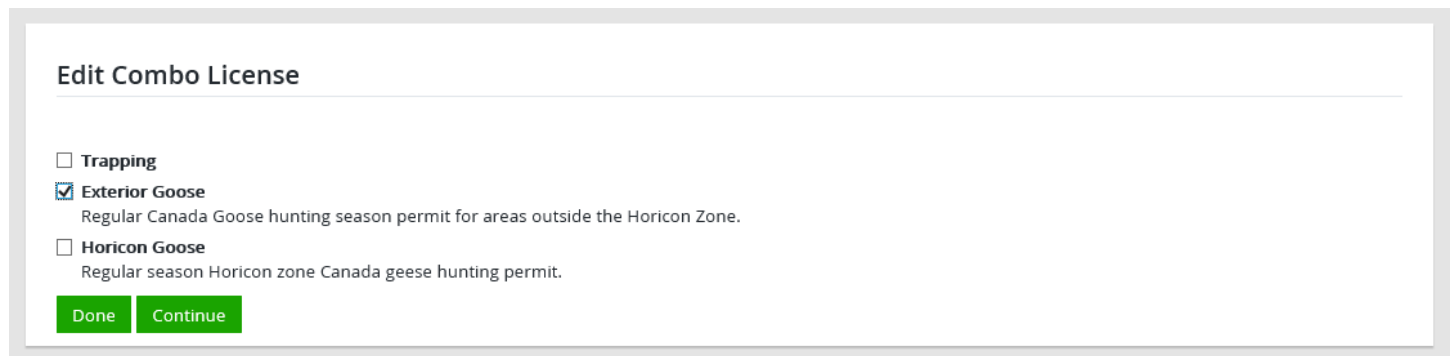 Edit Combo License
Trapping
Exterior Goose
Regular Canada Goose hunting season permit for areas outside the Horicon Zone.
Horicon Goose
Regular season Horicon zone Canada geese hunting permit.
Done Continue